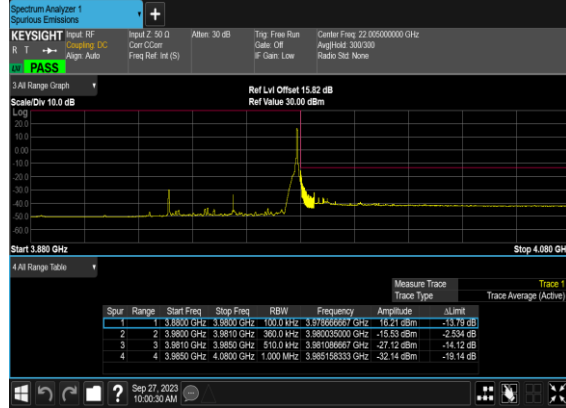 Spectrum Analyzer 1
Spurious Emissions
KEYSIGHT Input: RF Input Z: 50 Ω Atten: 30 dB Trig: Free Run Center Freq: 22.005000000 GHz
R T Coupling: DC Corr CCorr Gate: Off Avg|Hold: 300/300
Align: Auto Freq Ref: Int (S) IF Gain: Low Radio Std: None
PASS
3 All Range Graph Ref Lvl Offset 15.82 dB
Scale/Div 10.0 dB Ref Value 30.00 dBm
Log
20.0
10.0
0.00
-10.0
-20.0
-30.0
-40.0
-50.0
-60.0
Start 3.880 GHz Stop 4.080 GH
4 All Range Table
Measure Trace Trace 1
Trace Type Trace Average (Active)
Spur Range Start Freq Stop Freq RBW Frequency Amplitude ΔLimit
1 1 3.8800 GHz 3.9800 GHz 100.0 kHz 3.978666667 GHz 16.21 dBm -13.79 dB
2 2 3.9800 GHz 3.9810 GHz 360.0 kHz 3.980035000 GHz -15.53 dBm -2.534 dB
3 3 3.9810 GHz 3.9850 GHz 510.0 kHz 3.981086667 GHz -27.12 dBm -14.12 dB
4 4 3.9850 GHz 4.0800 GHz 1.000 MHz 3.985158333 GHz -32.14 dBm -19.14 dB
? Sep 27, 2023
10:00:30 AM